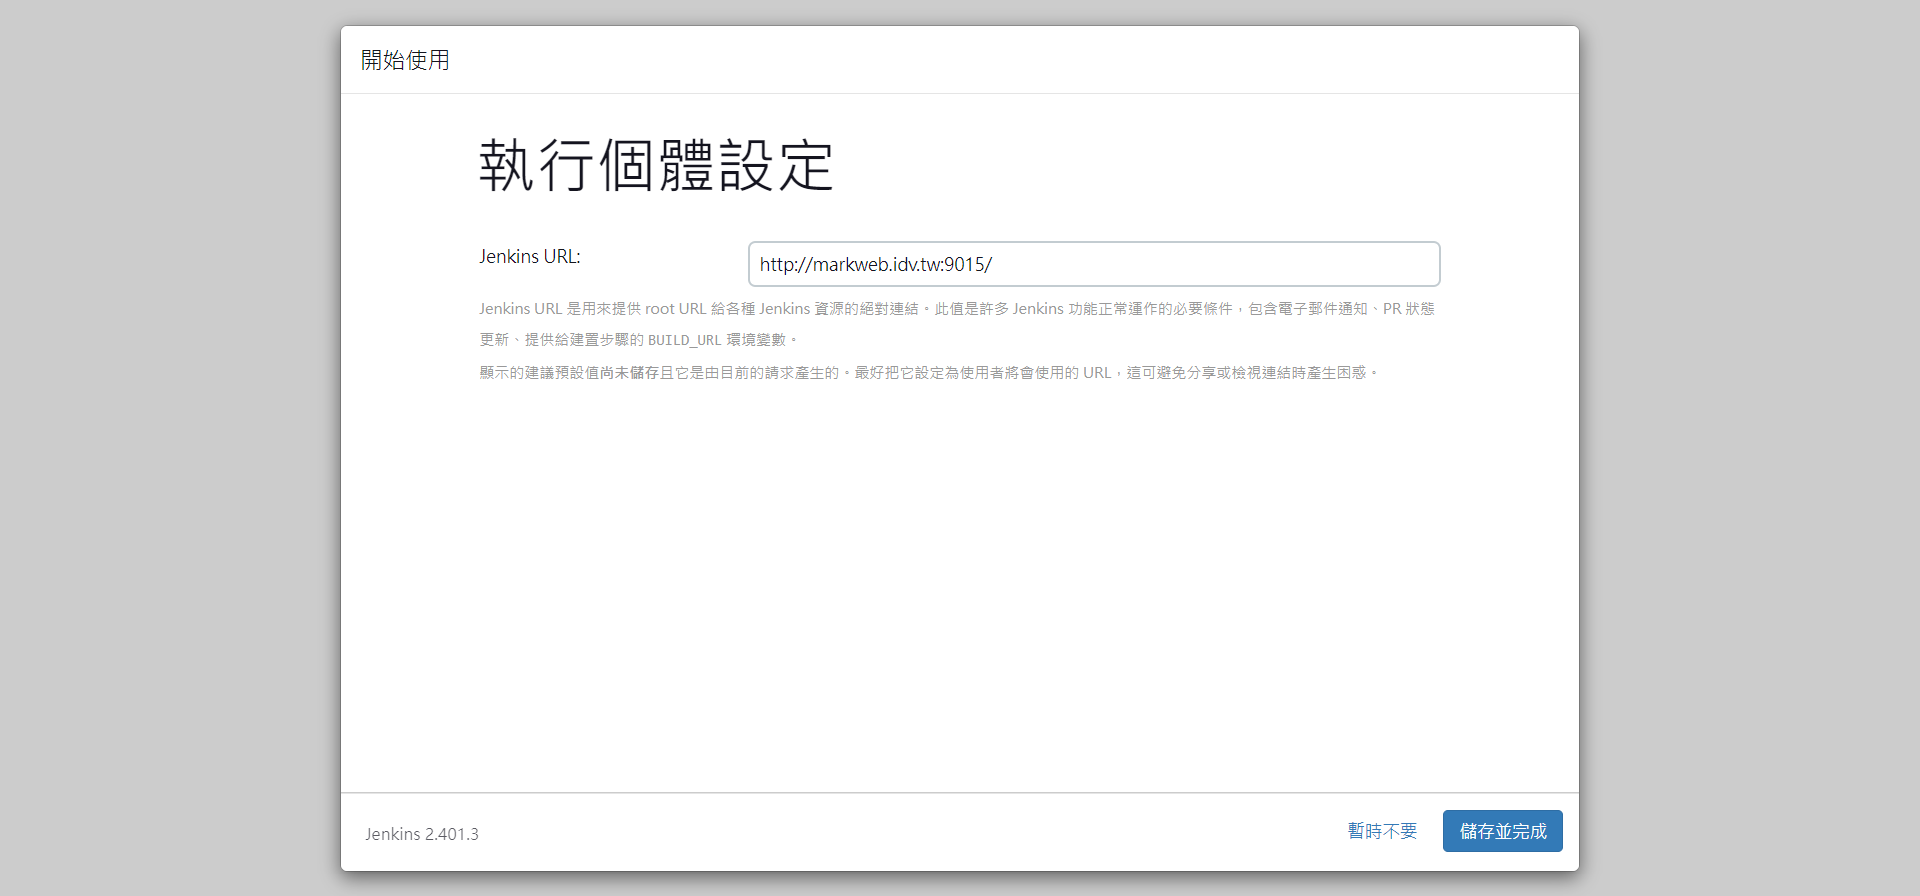 開始使用
執行個體設定
Jenkins URL:
http://markweb.idv.tw:9015/
Jenkins URL 是用來提供 root URL 給各種 Jenkins 資源的絕對連結。此值是許多 Jenkins 功能正常運作的必要條件，包含電子郵件通知、PR 狀態
更新、提供給建置步驟的 BUILD_URL 環境變數。
顯示的建議預設值尚未儲存且它是由目前的請求產生的。最好把它設定為使用者將會使用的 URL，這可避免分享或檢視連結時產生困惑。
Jenkins 2.401.3
暫時不要
儲存並完成